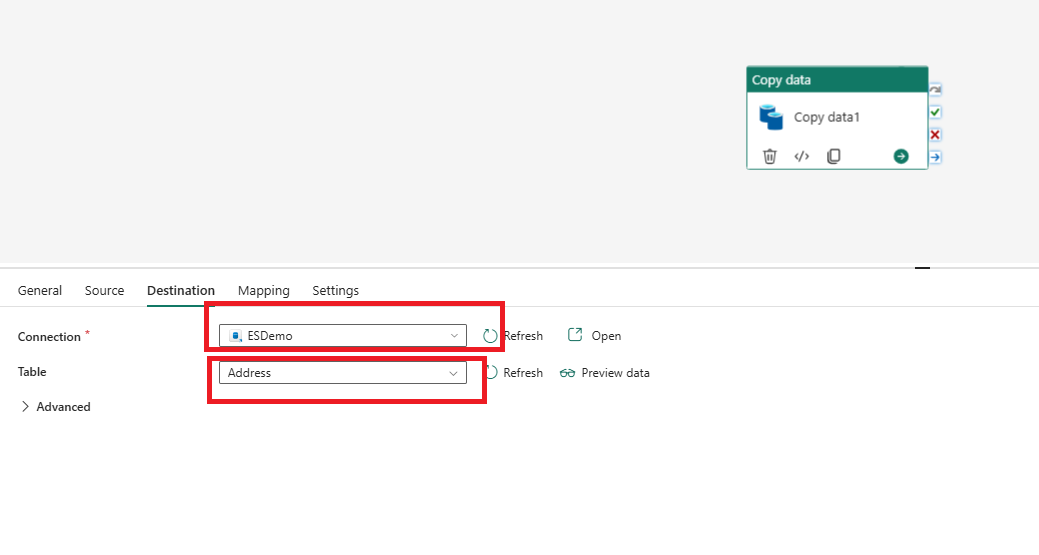 Copy data
Copy data1
General Source Destination Mapping Settings
Connection * ESDemo Refresh Open
Table Address Refresh Preview data
Advanced